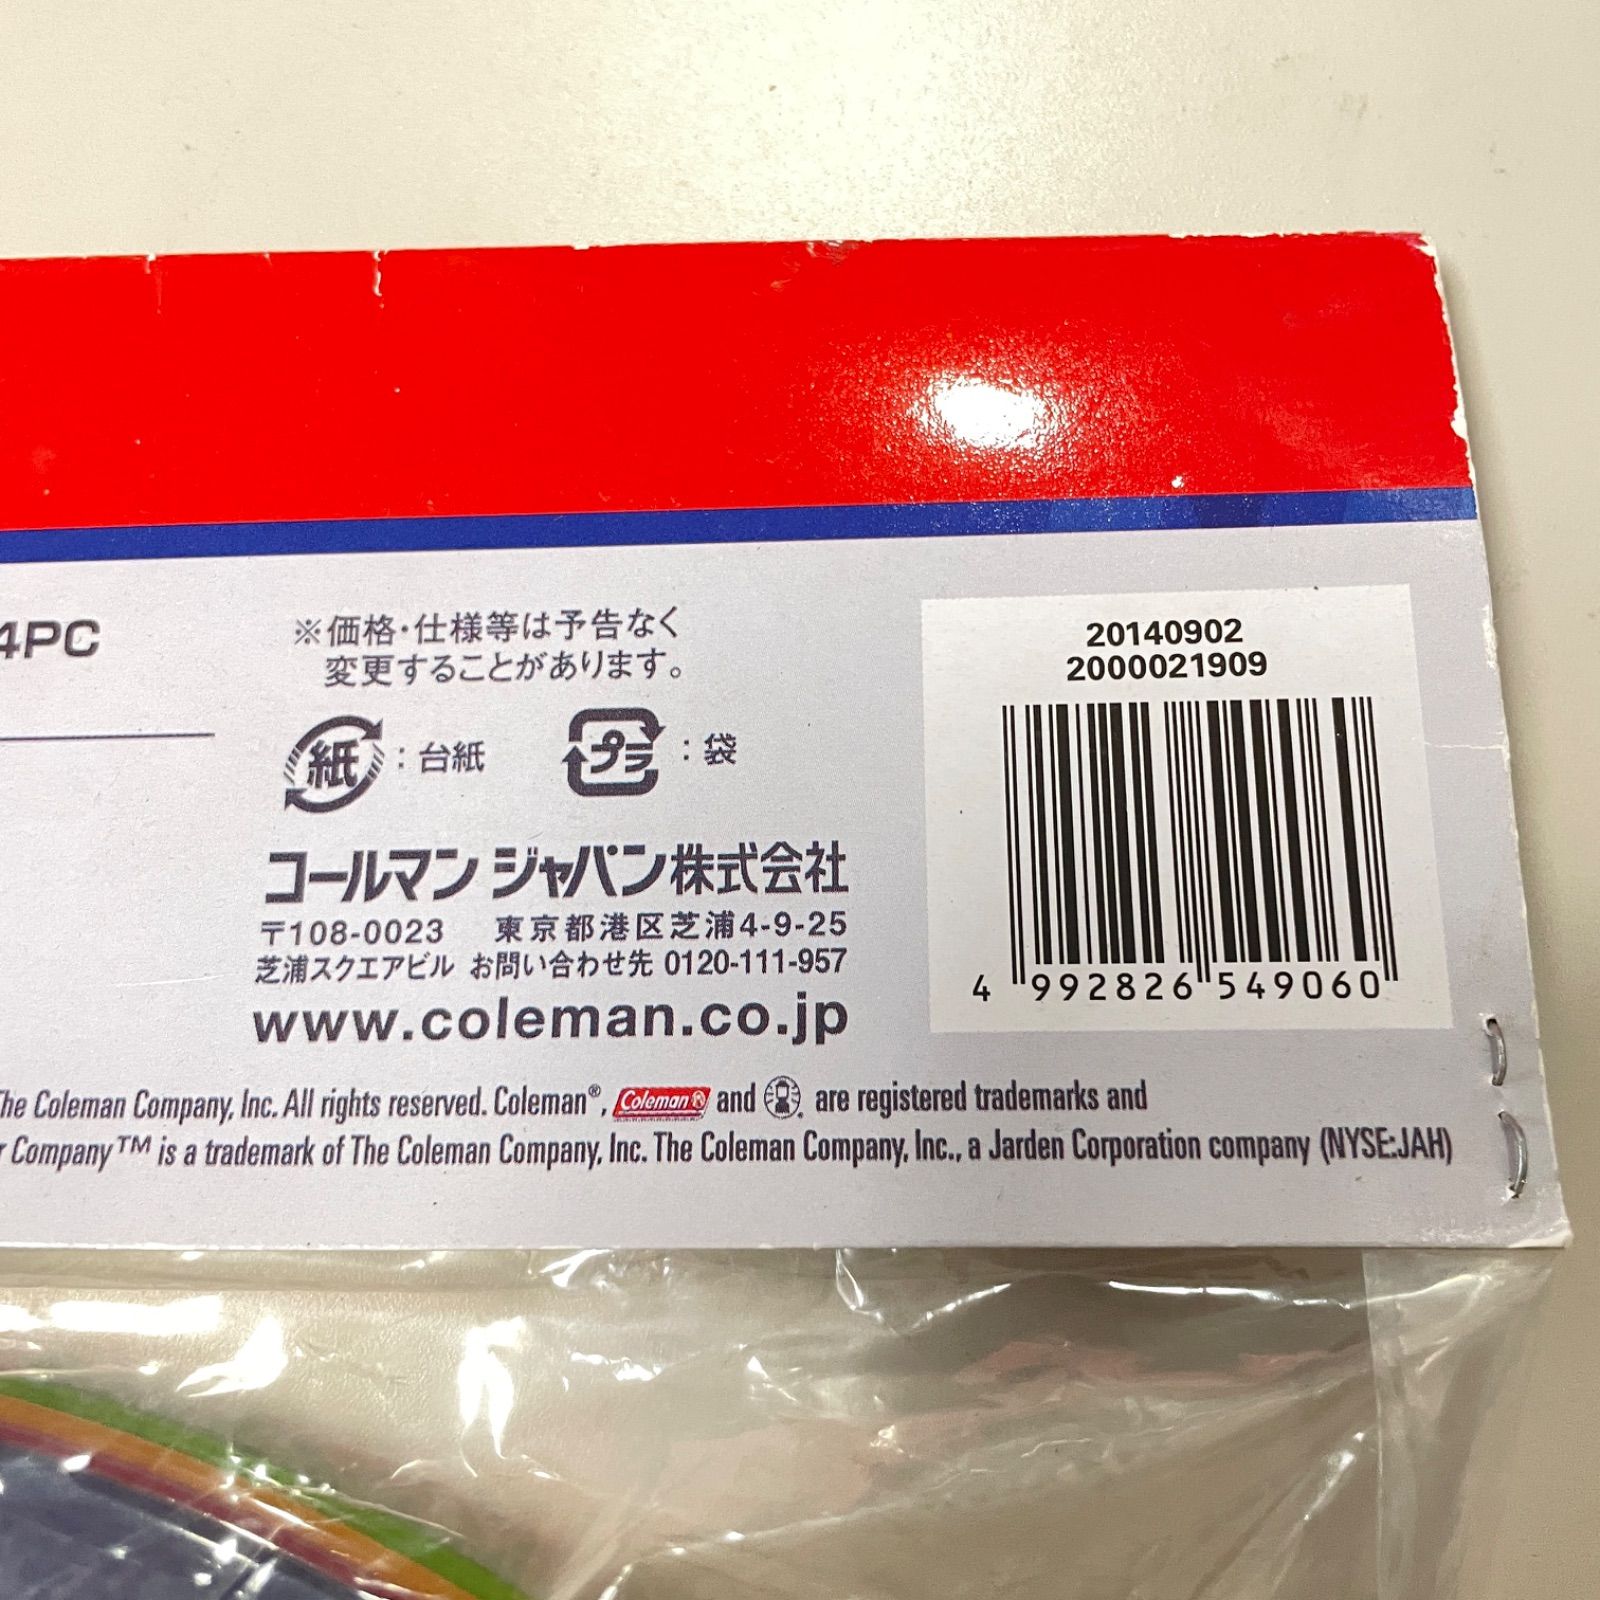 4PC
※価格・仕様等は予告なく
変更することがあります。
紙：台紙 プラ：袋
コールマン ジャパン株式会社
〒108-0023 東京都港区芝浦4-9-25
芝浦スクエアビル お問い合わせ先 0120-111-957
www.coleman.co.jp
20140902
2000021909
4 992826 549060
The Coleman Company, Inc. All rights reserved. Coleman®, Coleman® and are registered trademarks and
Company™ is a trademark of The Coleman Company, Inc. The Coleman Company, Inc., a Jarden Corporation company (NYSE:JAH)